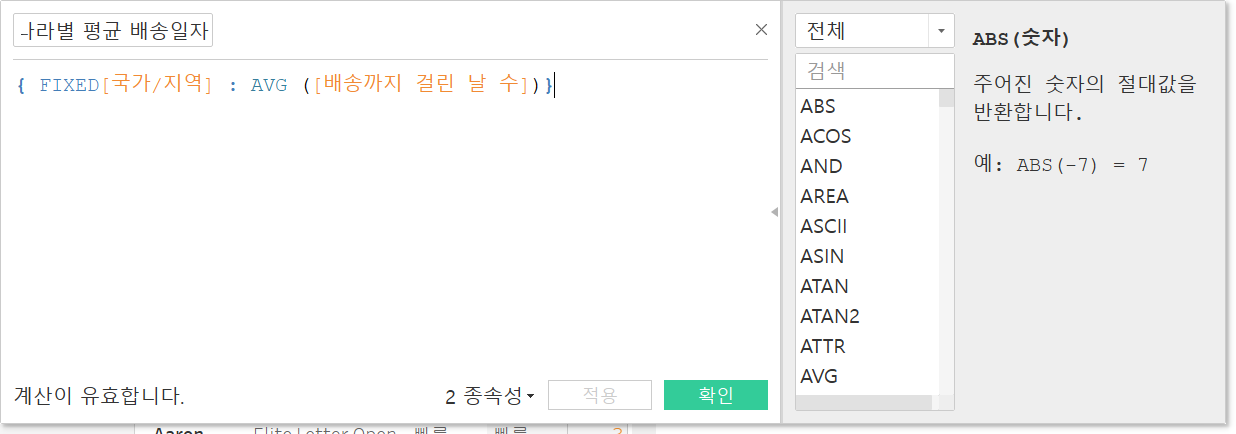 라별 평균 배송일자
{ FIXED[국가/지역] : AVG ([배송까지 걸린 날 수])}
계산이 유효합니다.
2 종속성
적용
확인
전체
검색
ABS
ACOS
AND
AREA
ASCII
ASIN
ATAN
ATAN2
ATTR
AVG
ABS(숫자)
주어진 숫자의 절대값을
반환합니다.
예: ABS(-7) = 7